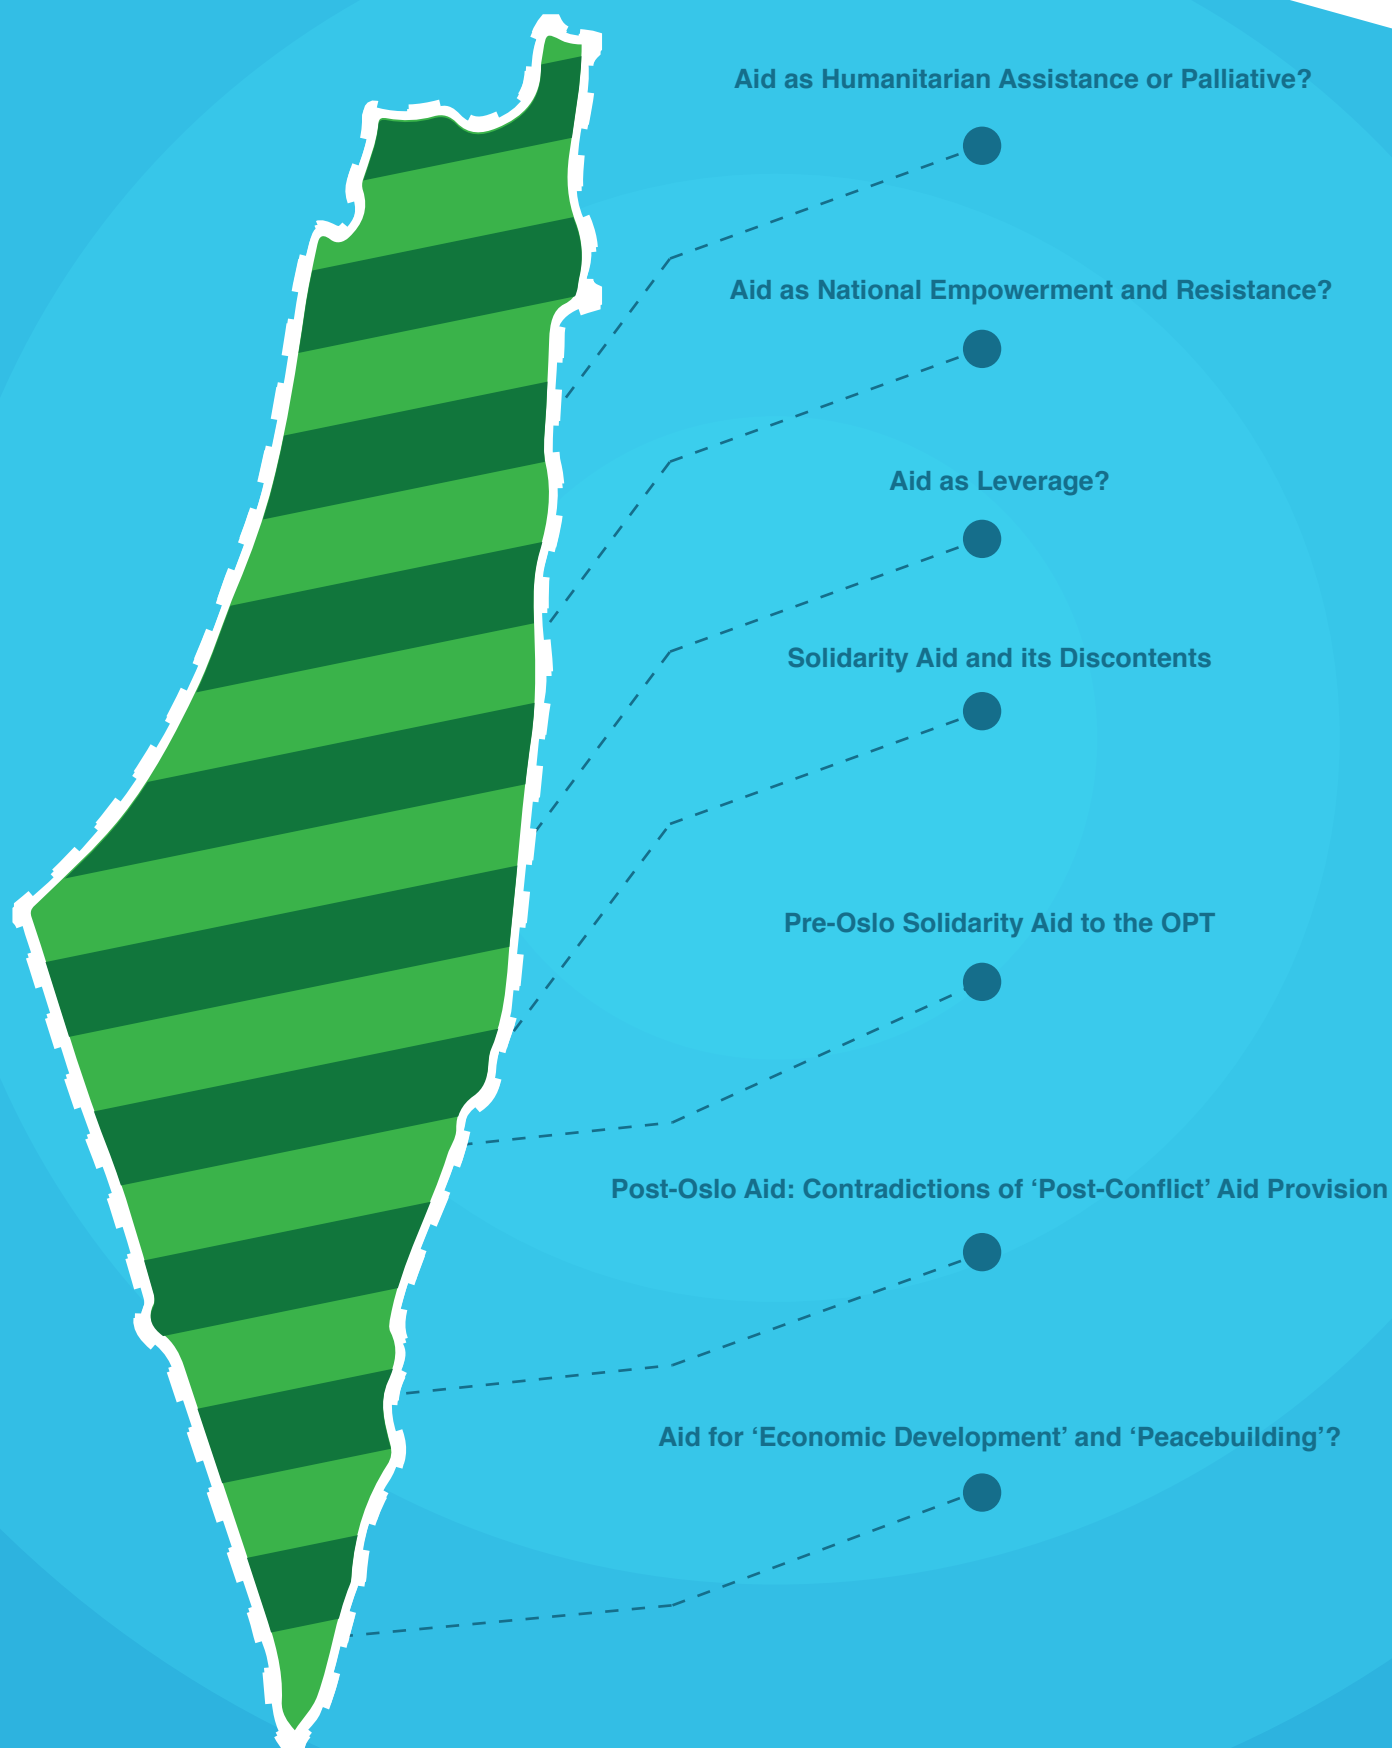 Aid as Humanitarian Assistance or Palliative?
Aid as National Empowerment and Resistance?
Aid as Leverage?
Solidarity Aid and its Discontents
Pre-Oslo Solidarity Aid to the OPT
Post-Oslo Aid: Contradictions of ‘Post-Conflict’ Aid Provision
Aid for ‘Economic Development’ and ‘Peacebuilding’?